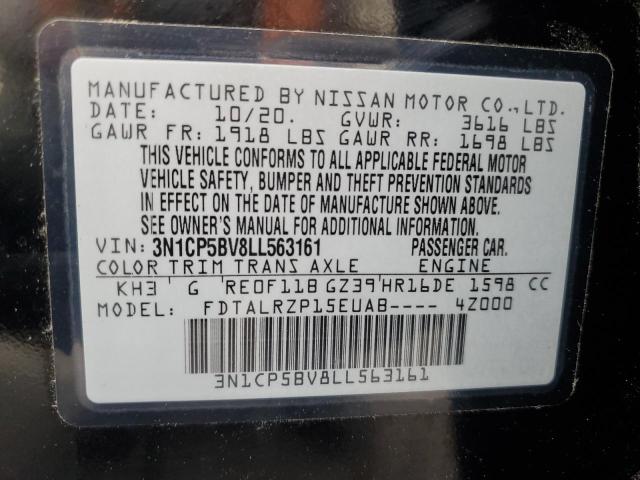 MANUFACTURED BY NISSAN MOTOR CO.,LTD.
DATE: 10/20. GVWR: 3616 LBS
GAWR FR: 1918 LBS GAWR RR: 1698 LBS
THIS VEHICLE CONFORMS TO ALL APPLICABLE FEDERAL MOTOR
VEHICLE SAFETY, BUMPER AND THEFT PREVENTION STANDARDS
IN EFFECT ON THE DATE OF MANUFACTURE SHOWN ABOVE.
SEE OWNER'S MANUAL FOR ADDITIONAL INFORMATION.
VIN: 3N1CP5BV8LL563161 PASSENGER CAR.
COLOR TRIM TRANS AXLE ENGINE
KH3 G RE0F11B GZ39 HR16DE 1598 CC
MODEL: FDTALRZP15EUAB---- 4Z000
3N1CP5BV8LL563161